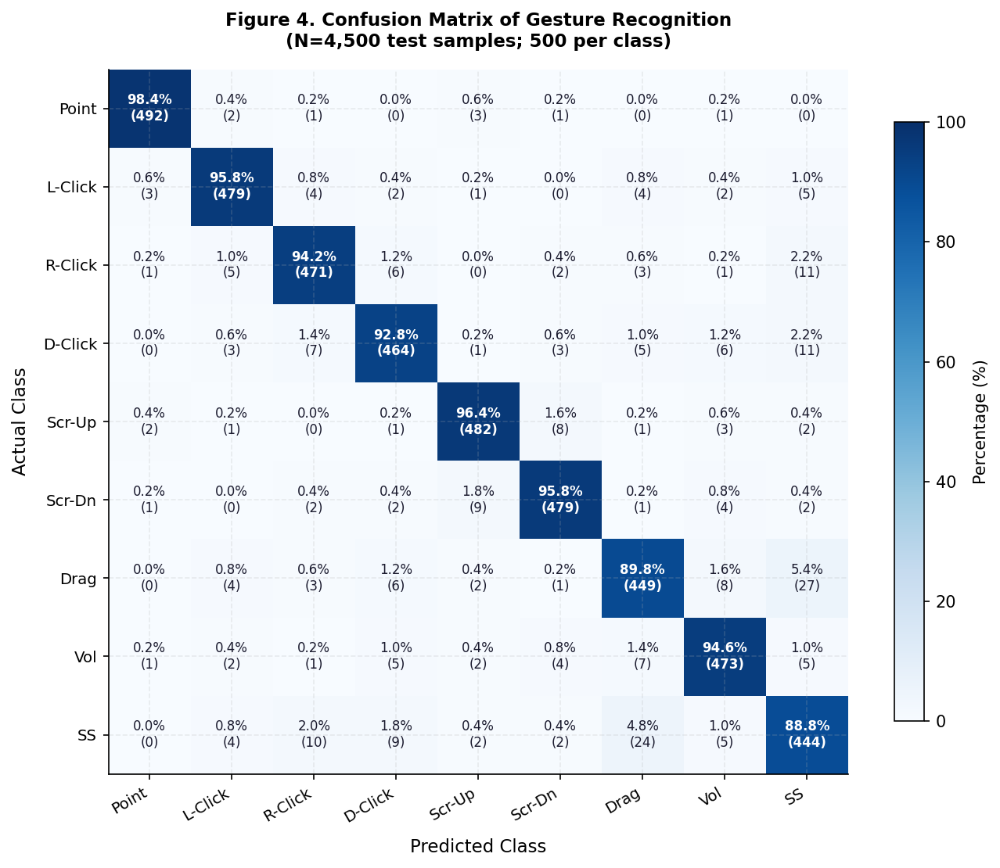 Figure 4. Confusion Matrix of Gesture Recognition
(N=4,500 test samples; 500 per class)
Point
98.4% 0.4% 0.2% 0.0% 0.6% 0.2% 0.0% 0.2% 0.0%
(492) (2) (1) (0) (3) (1) (0) (1) (0)
L-Click
0.6% 95.8% 0.8% 0.4% 0.2% 0.0% 0.8% 0.4% 1.0%
(3) (479) (4) (2) (1) (0) (4) (2) (5)
R-Click
0.2% 1.0% 94.2% 1.2% 0.0% 0.4% 0.6% 0.2% 2.2%
(1) (5) (471) (6) (0) (2) (3) (1) (11)
D-Click
0.0% 0.6% 1.4% 92.8% 0.2% 0.6% 1.0% 1.2% 2.2%
(0) (3) (7) (464) (1) (3) (5) (6) (11)
Scr-Up
0.4% 0.2% 0.0% 0.2% 96.4% 1.6% 0.2% 0.6% 0.4%
(2) (1) (0) (1) (482) (8) (1) (3) (2)
Scr-Dn
0.2% 0.0% 0.4% 0.4% 1.8% 95.8% 0.2% 0.8% 0.4%
(1) (0) (2) (2) (9) (479) (1) (4) (2)
Drag
0.0% 0.8% 0.6% 1.2% 0.4% 0.2% 89.8% 1.6% 5.4%
(0) (4) (3) (6) (2) (1) (449) (8) (27)
Vol
0.2% 0.4% 0.2% 1.0% 0.4% 0.8% 1.4% 94.6% 1.0%
(1) (2) (1) (5) (2) (4) (7) (473) (5)
SS
0.0% 0.8% 2.0% 1.8% 0.4% 0.4% 4.8% 1.0% 88.8%
(0) (4) (10) (9) (2) (2) (24) (5) (444)
Point L-Click R-Click D-Click Scr-Up Scr-Dn Drag Vol SS
Predicted Class
Actual Class
100
80
60
40
20
0
Percentage (%)